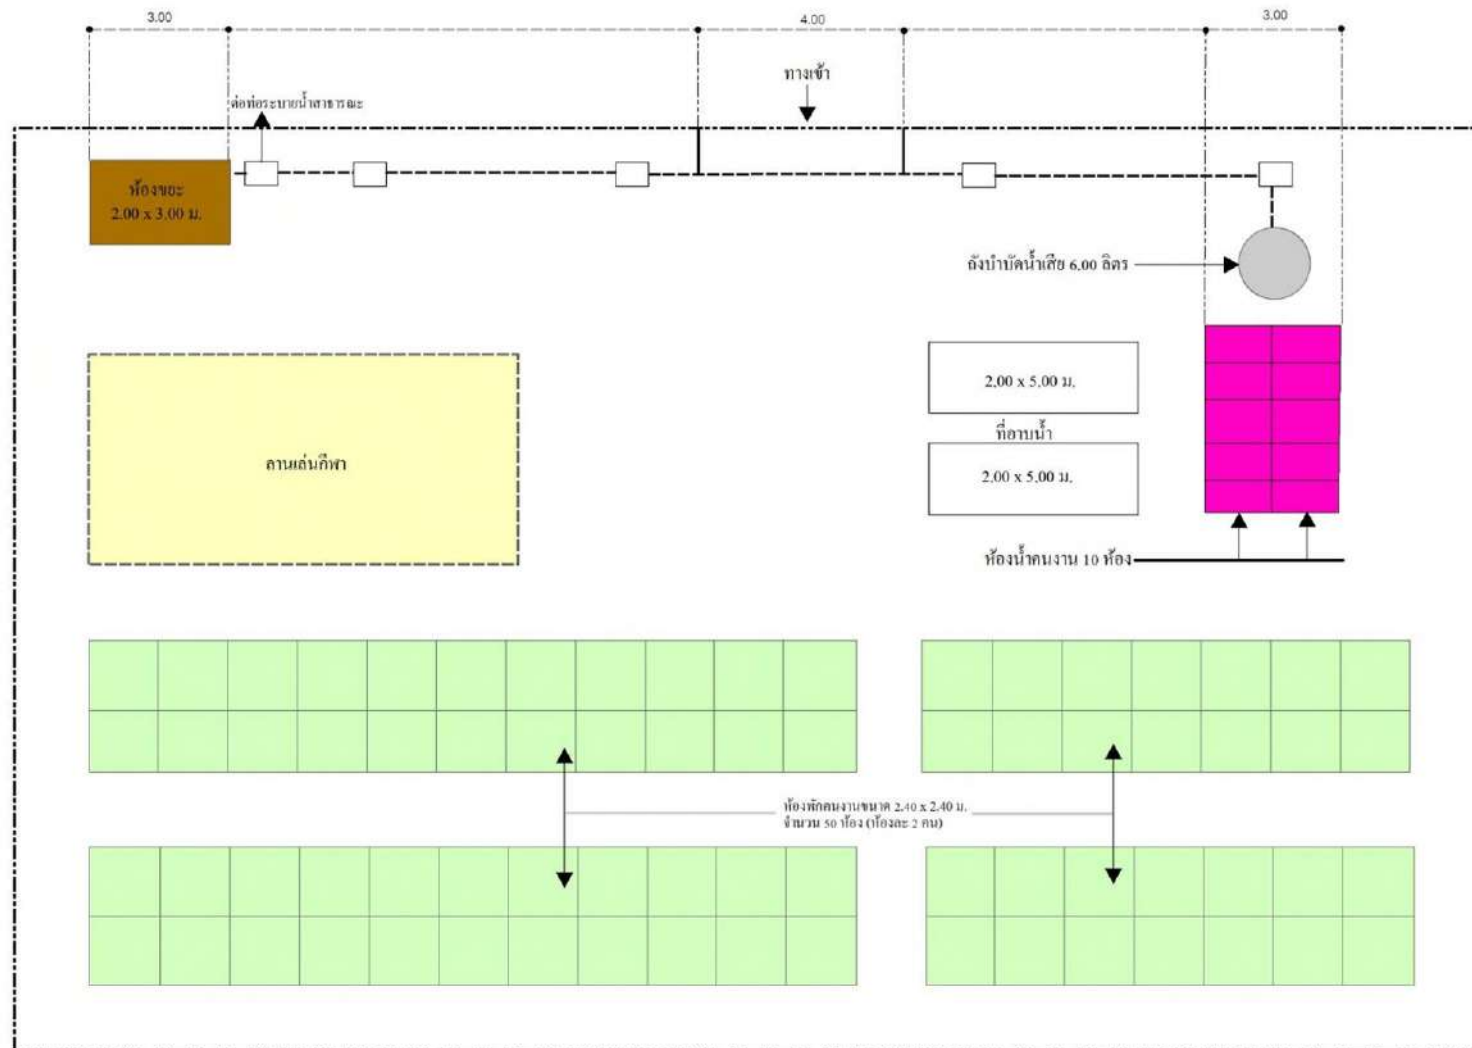 3.00
4.00
3.00
ทางเข้า
ต่อท่อระบายน้ำสาธารณะ
ห้องขยะ
2.00 x 3.00 ม.
ถังบำบัดน้ำเสีย 6.00 ลิตร
2.00 x 5.00 ม.
ที่อาบน้ำ
2.00 x 5.00 ม.
ลานเล่นกีฬา
ห้องน้ำคนงาน 10 ห้อง
ห้องพักคนงานขนาด 2.40 x 2.40 ม.
จำนวน 50 ห้อง (ห้องละ 2 คน)